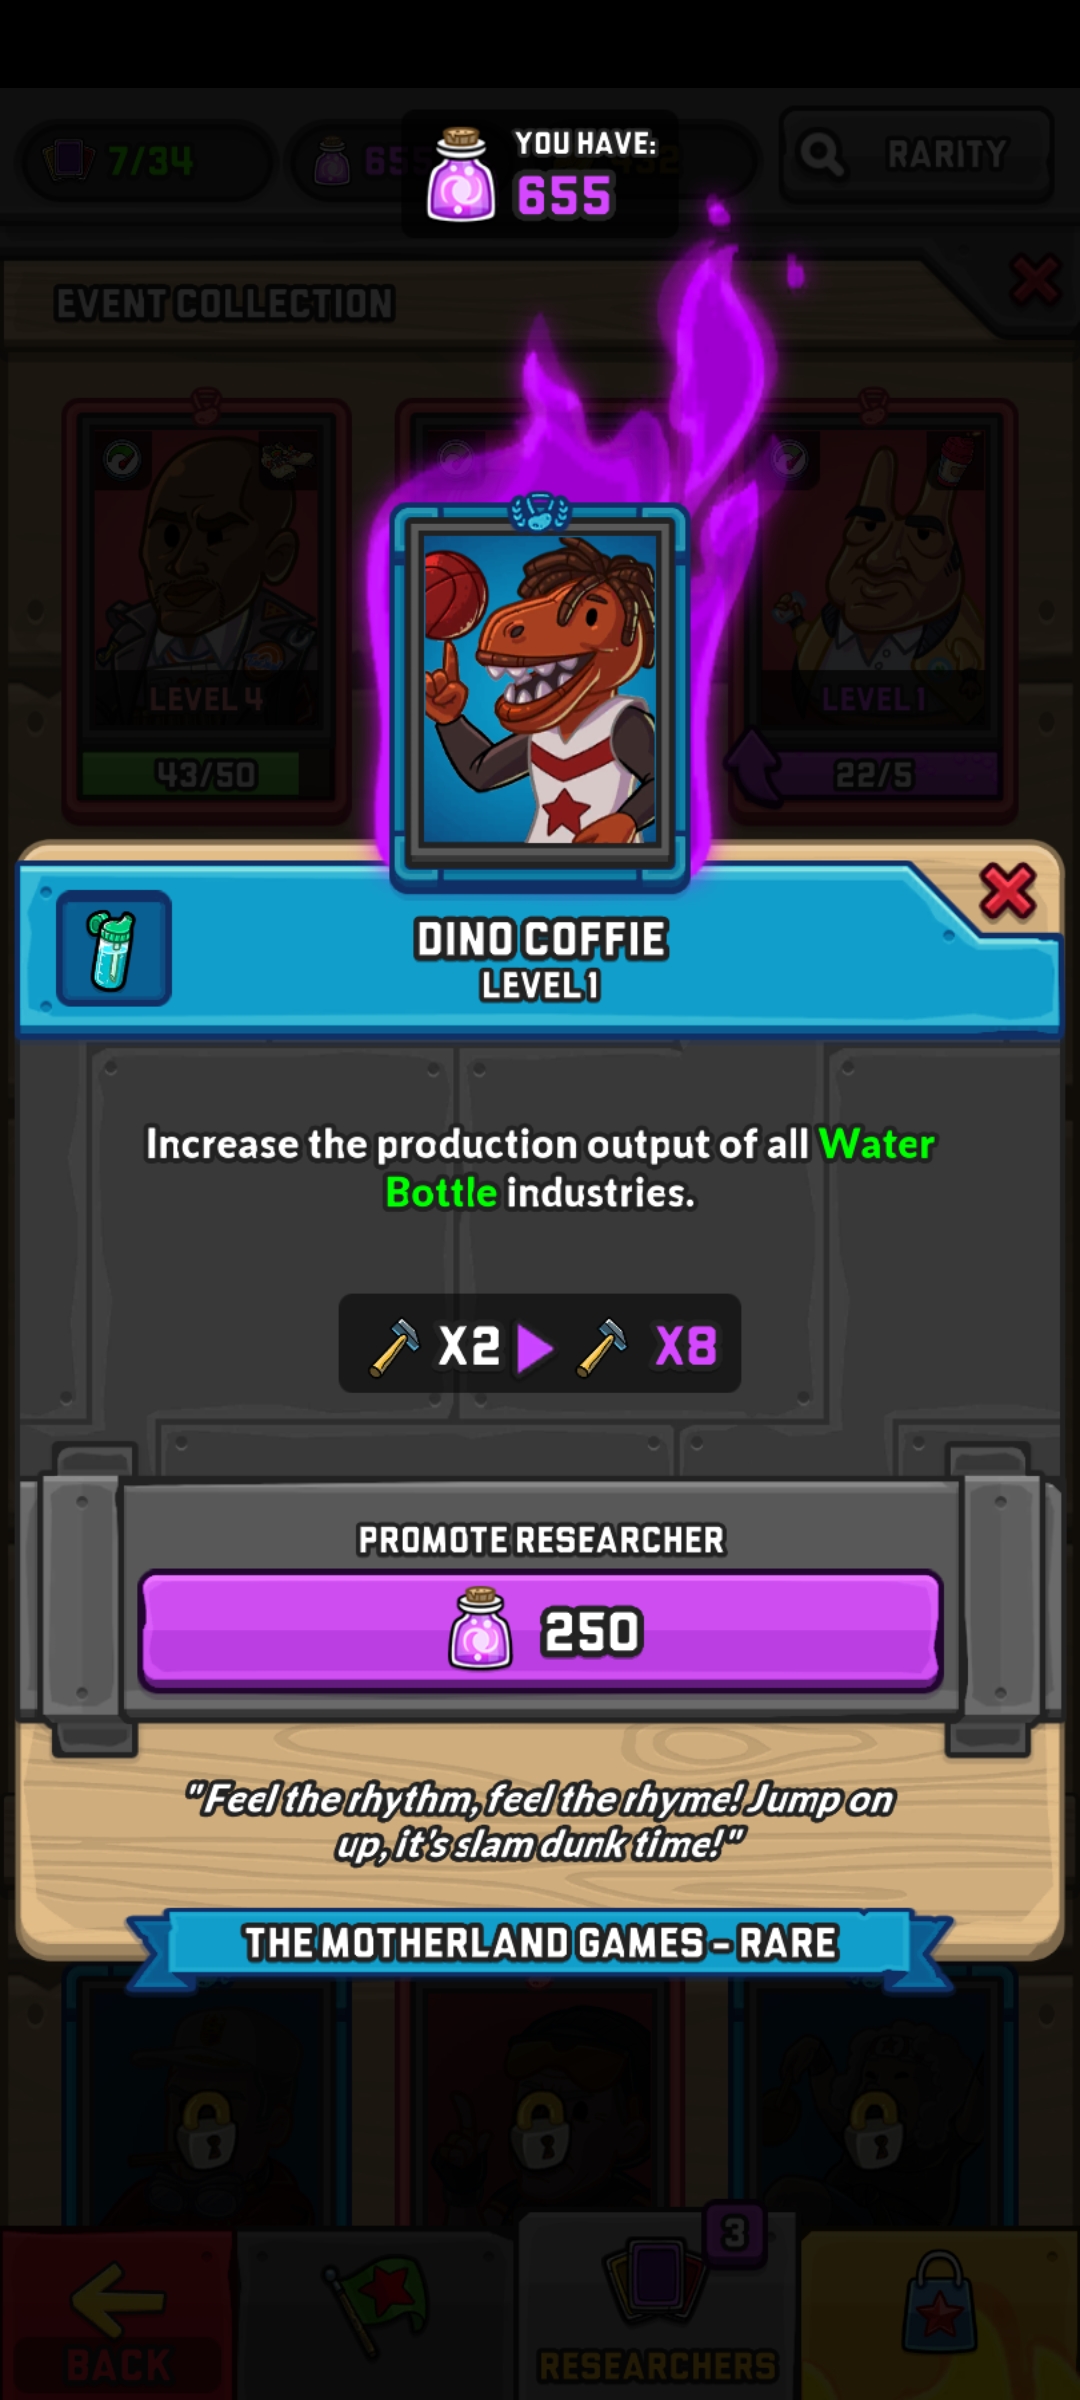 7/34
YOU HAVE:
655
RARITY
EVENT COLLECTION
LEVEL 4
43/50
LEVEL 1
22/5
DINO COFFIE
LEVEL 1
Increase the production output of all Water
Bottle industries.
X2 X8
PROMOTE RESEARCHER
250
"Feel the rhythm, feel the rhyme! Jump on
up, it's slam dunk time!"
THE MOTHERLAND GAMES - RARE
3
BACK
RESEARCHERS